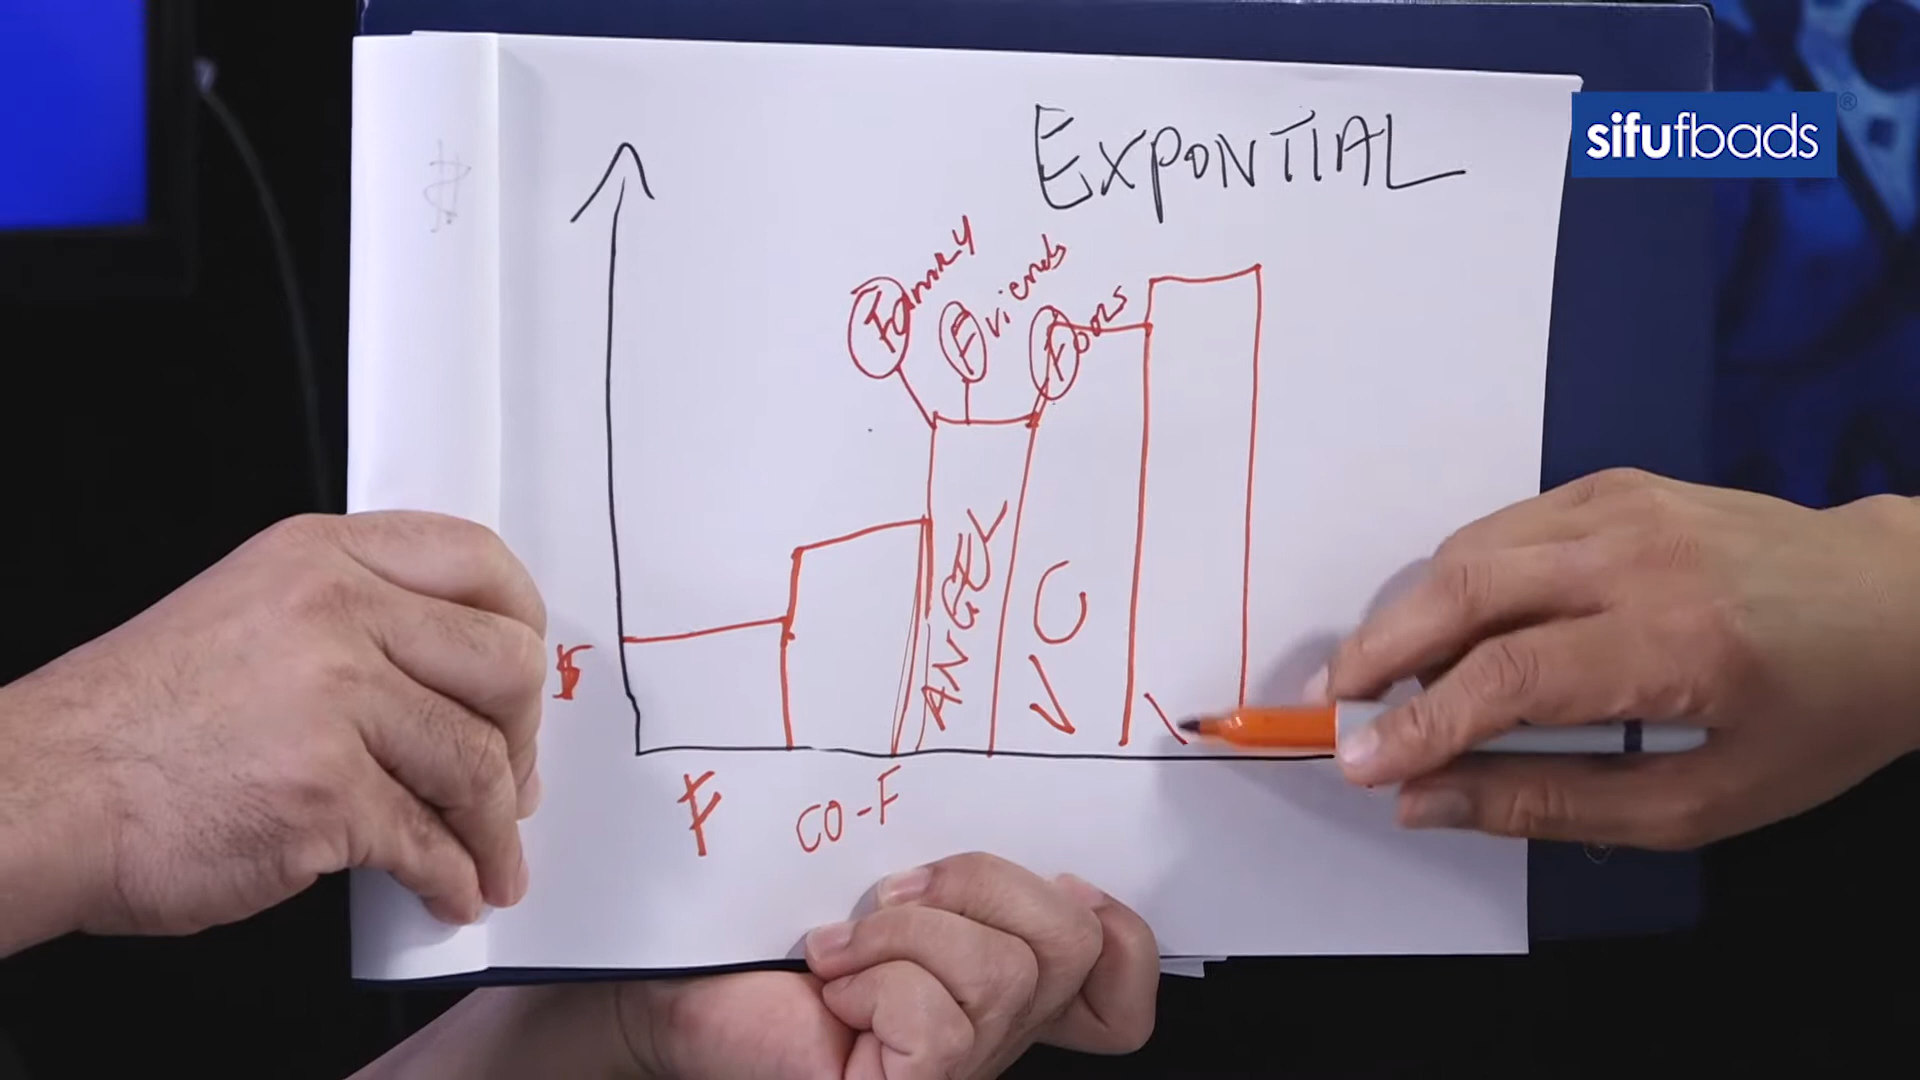 EXPONTIAL
sifufbads®
$
Family
Friends
Fools
ANGEL
VC
$
F
CO-F